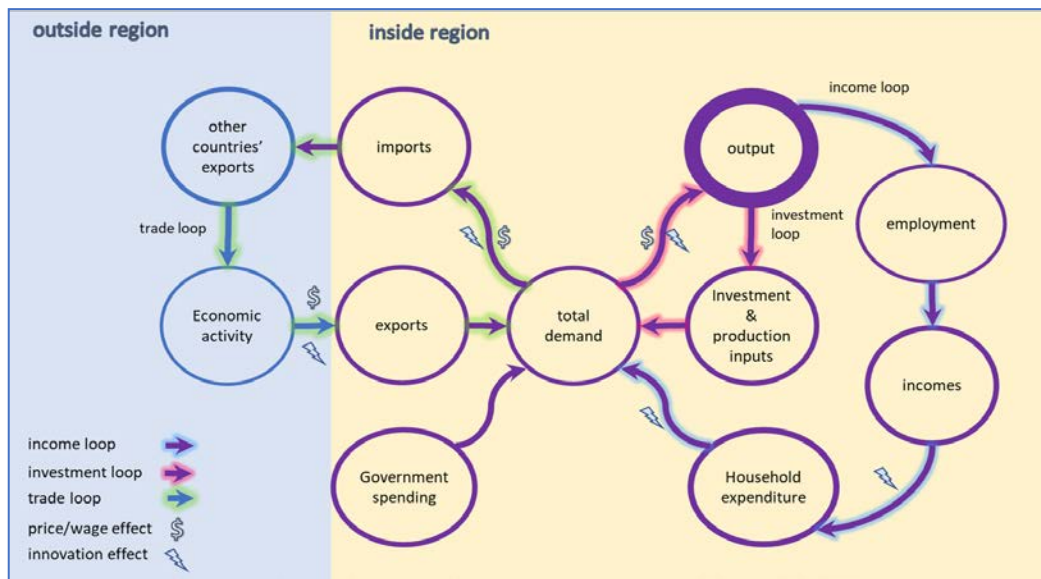 outside region
inside region
other
countries'
exports
imports
output
income loop
employment
trade loop
investment
loop
$
$
$
Economic
activity
exports
total
demand
Investment
&
production
inputs
incomes
income loop
investment loop
trade loop
price/wage effect $
innovation effect
Government
spending
Household
expenditure